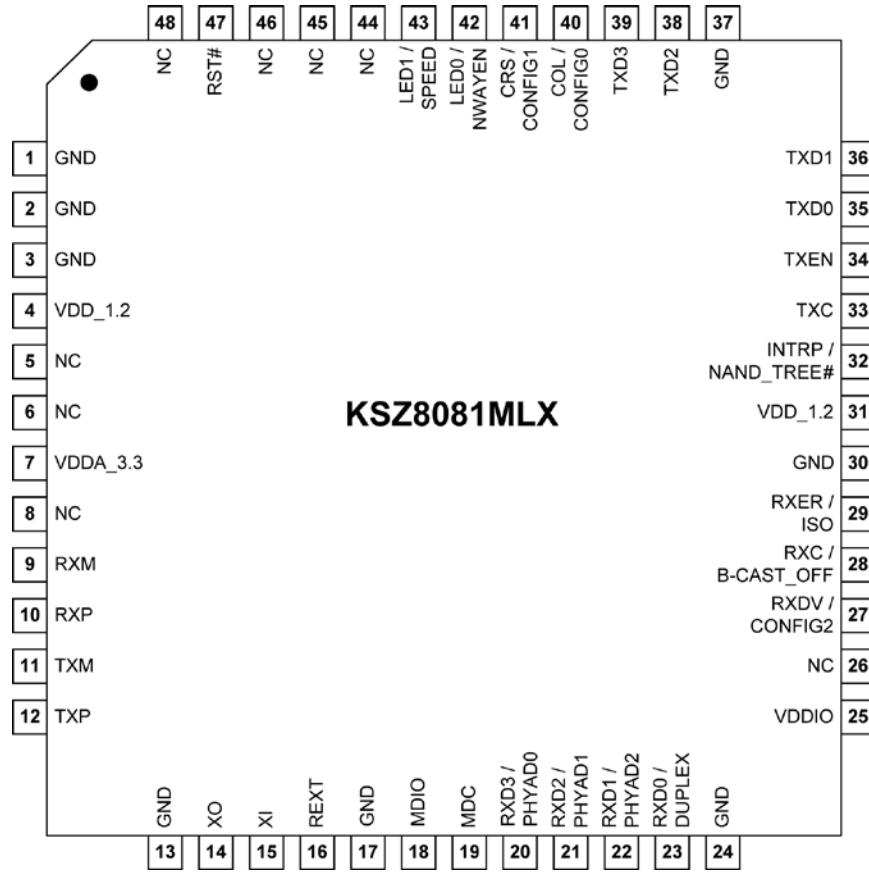 48 47 46 45 44 43 42 41 40 39 38 37
NC
RST#
NC
NC
NC
LED1 /
SPEED
LED0 /
NWAYEN
CRS /
CONFIG1
COL /
CONFIG0
TXD3
TXD2
GND
1 GND
2 GND
3 GND
4 VDD_1.2
5 NC
6 NC
7 VDDA_3.3
8 NC
9 RXM
10 RXP
11 TXM
12 TXP
KSZ8081MLX
TXD1 36
TXD0 35
TXEN 34
TXC 33
INTRP /
NAND_TREE# 32
VDD_1.2 31
GND 30
RXER /
ISO 29
RXC /
B-CAST_OFF 28
RXDV /
CONFIG2 27
NC 26
VDDIO 25
GND
XO
XI
REXT
GND
MDIO
MDC
RXD3 /
PHYAD0
RXD2 /
PHYAD1
RXD1 /
PHYAD2
RXD0 /
DUPLEX
GND
13 14 15 16 17 18 19 20 21 22 23 24